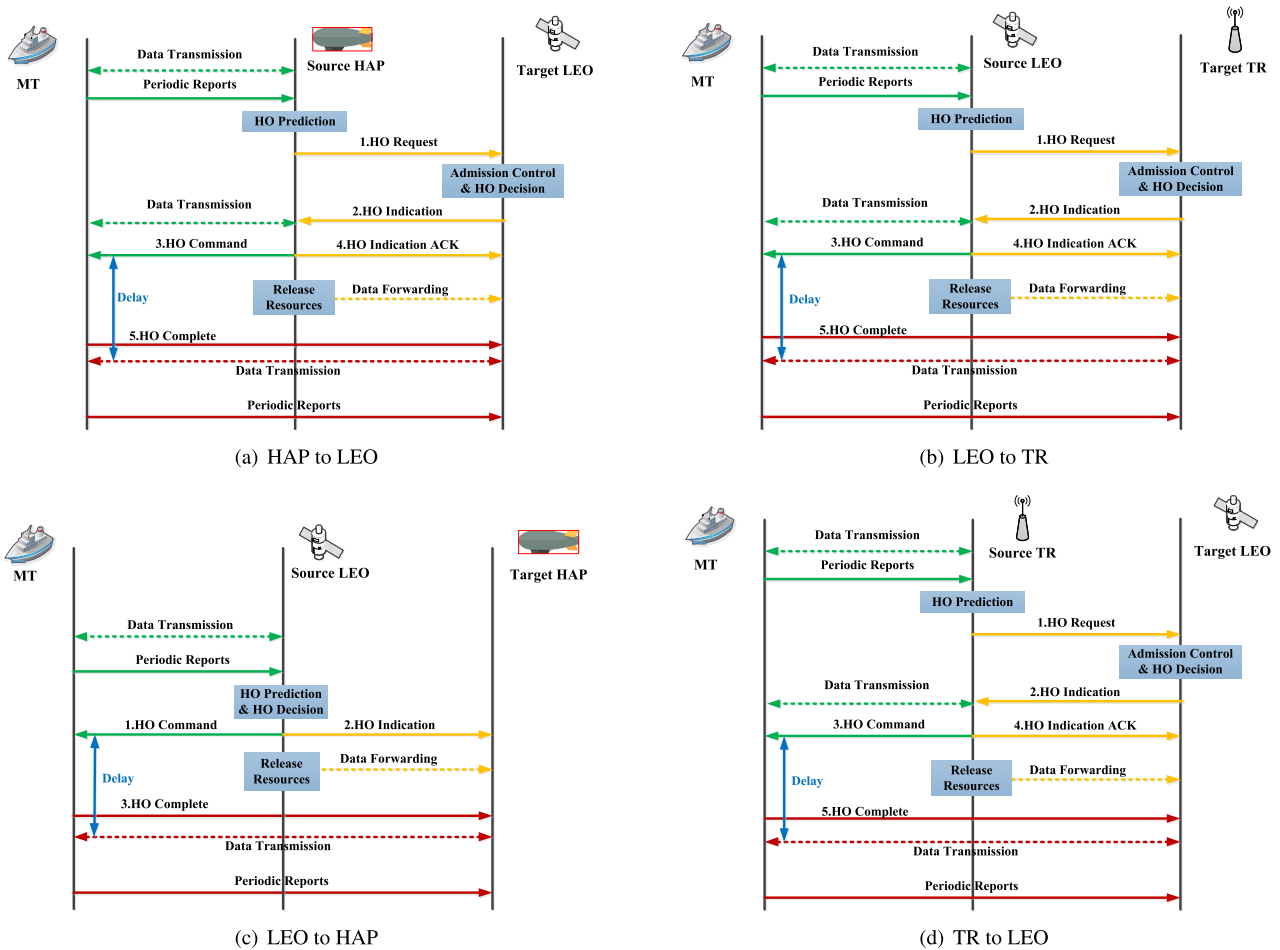 MT
Source HAP
Target LEO
Data Transmission
Periodic Reports
HO Prediction
1.HO Request
Admission Control
& HO Decision
Data Transmission
2.HO Indication
3.HO Command
4.HO Indication ACK
Delay
Release
Resources
Data Forwarding
5.HO Complete
Data Transmission
Periodic Reports
(a) HAP to LEO
MT
Source LEO
Target TR
Data Transmission
Periodic Reports
HO Prediction
1.HO Request
Admission Control
& HO Decision
Data Transmission
2.HO Indication
3.HO Command
4.HO Indication ACK
Delay
Release
Resources
Data Forwarding
5.HO Complete
Data Transmission
Periodic Reports
(b) LEO to TR
MT
Source LEO
Target HAP
Data Transmission
Periodic Reports
HO Prediction
& HO Decision
1.HO Command
2.HO Indication
Delay
Release
Resources
Data Forwarding
3.HO Complete
Data Transmission
Periodic Reports
(c) LEO to HAP
MT
Source TR
Target LEO
Data Transmission
Periodic Reports
HO Prediction
1.HO Request
Admission Control
& HO Decision
Data Transmission
2.HO Indication
3.HO Command
4.HO Indication ACK
Delay
Release
Resources
Data Forwarding
5.HO Complete
Data Transmission
Periodic Reports
(d) TR to LEO